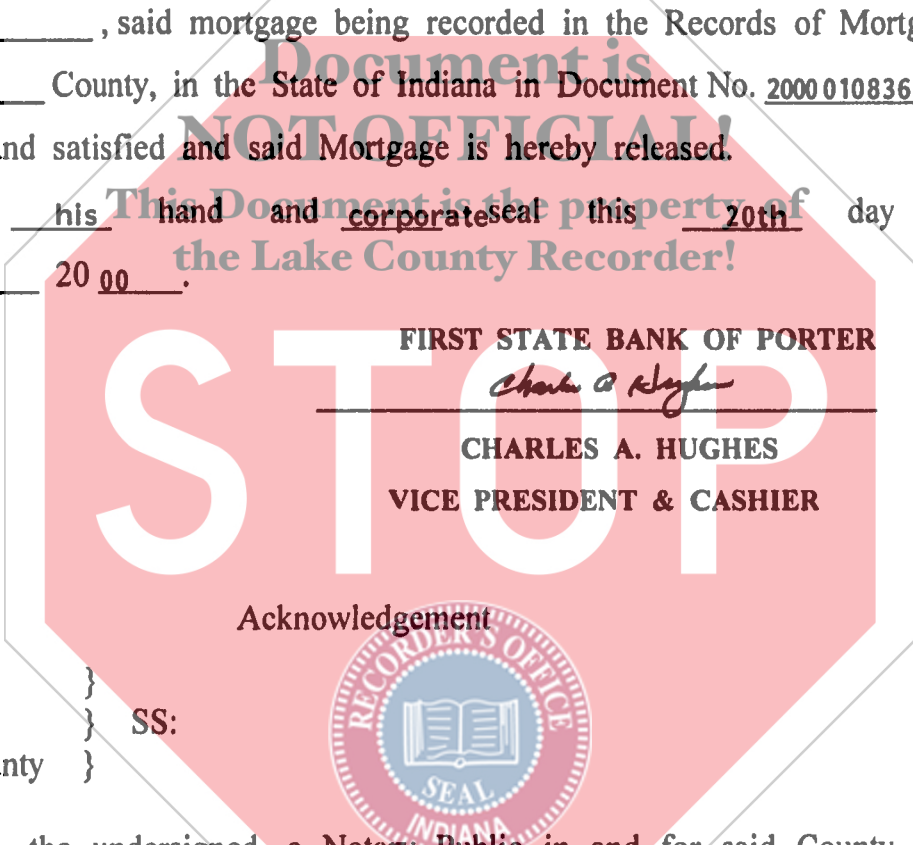 , said mortgage being recorded in the Records of Mortg
Document is
County, in the State of Indiana in Document No. 2000010836
NOT OFFICIAL!
nd satisfied and said Mortgage is hereby released.
This Document is the property of
his hand and corporate seal this 20th day
the Lake County Recorder!
20 00 .
FIRST STATE BANK OF PORTER
Charles A Hughes
CHARLES A. HUGHES
VICE PRESIDENT & CASHIER
STOP
Acknowledgement
RECORDER'S OFFICE
}
} SS:
nty }
SEAL
INDIANA
the undersigned, a Notary Public in and for said County